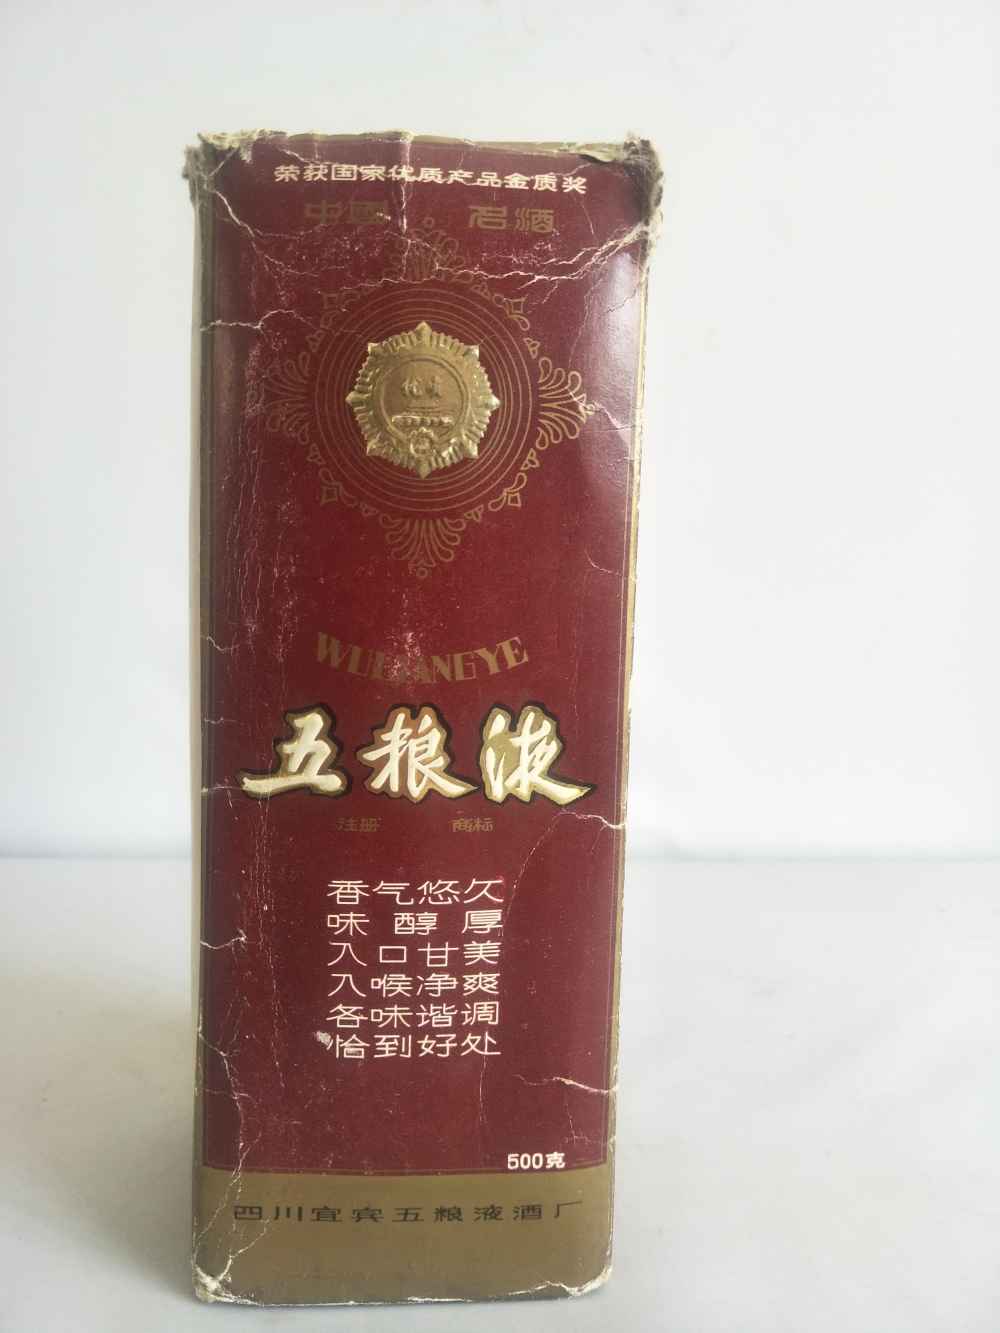 荣获国家优质产品金质奖
中国 名酒
优质
WULIANGYE
五粮液
注册 商标
香气悠久
味醇厚
入口甘美
入喉净爽
各味谐调
恰到好处
500克
四川宜宾五粮液酒厂